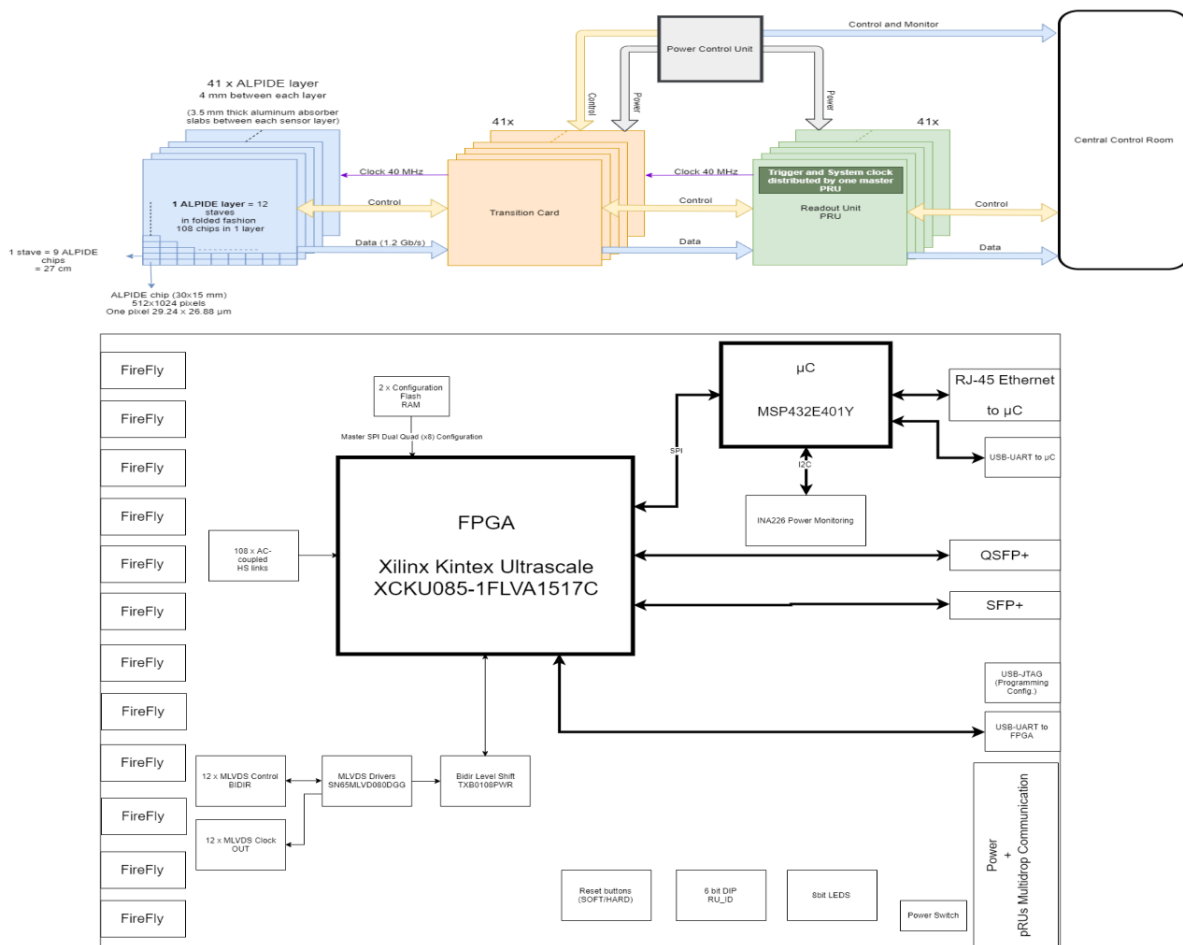 Control and Monitor
Power Control Unit
41 x ALPIDE layer
4 mm between each layer
(3.5 mm thick aluminum absorber
slabs between each sensor layer)
Control
Power
Power
41x
41x
Central Control Room
Clock 40 MHz
Clock 40 MHz
Trigger and System clock
distributed by one master
PRU
1 ALPIDE layer = 12
staves
in folded fashion
108 chips in 1 layer
Control
Transition Card
Control
Readout Unit
PRU
Control
Data (1.2 Gb/s)
Data
Data
1 stave = 9 ALPIDE
chips
= 27 cm
ALPIDE chip (30x15 mm)
512x1024 pixels
One pixel 29.24 x 26.88 µm
FireFly
FireFly
FireFly
FireFly
FireFly
FireFly
FireFly
FireFly
FireFly
FireFly
FireFly
FireFly
2 x Configuration
Flash
RAM
Master SPI Dual Quad (x8) Configuration
µC
MSP432E401Y
RJ-45 Ethernet
to µC
SPI
I2C
USB-UART to µC
INA226 Power Monitoring
FPGA
Xilinx Kintex Ultrascale
XCKU085-1FLVA1517C
108 x AC-
coupled
HS links
QSFP+
SFP+
USB-JTAG
(Programming
Config.)
USB-UART to
FPGA
12 x MLVDS Control
BIDIR
MLVDS Drivers
SN65MLVD080DGG
Bidir Level Shift
TXB0108PWR
12 x MLVDS Clock
OUT
Power
+
pRUs Multidrop Communication
Reset buttons
(SOFT/HARD)
6 bit DIP
RU_ID
8bit LEDS
Power Switch